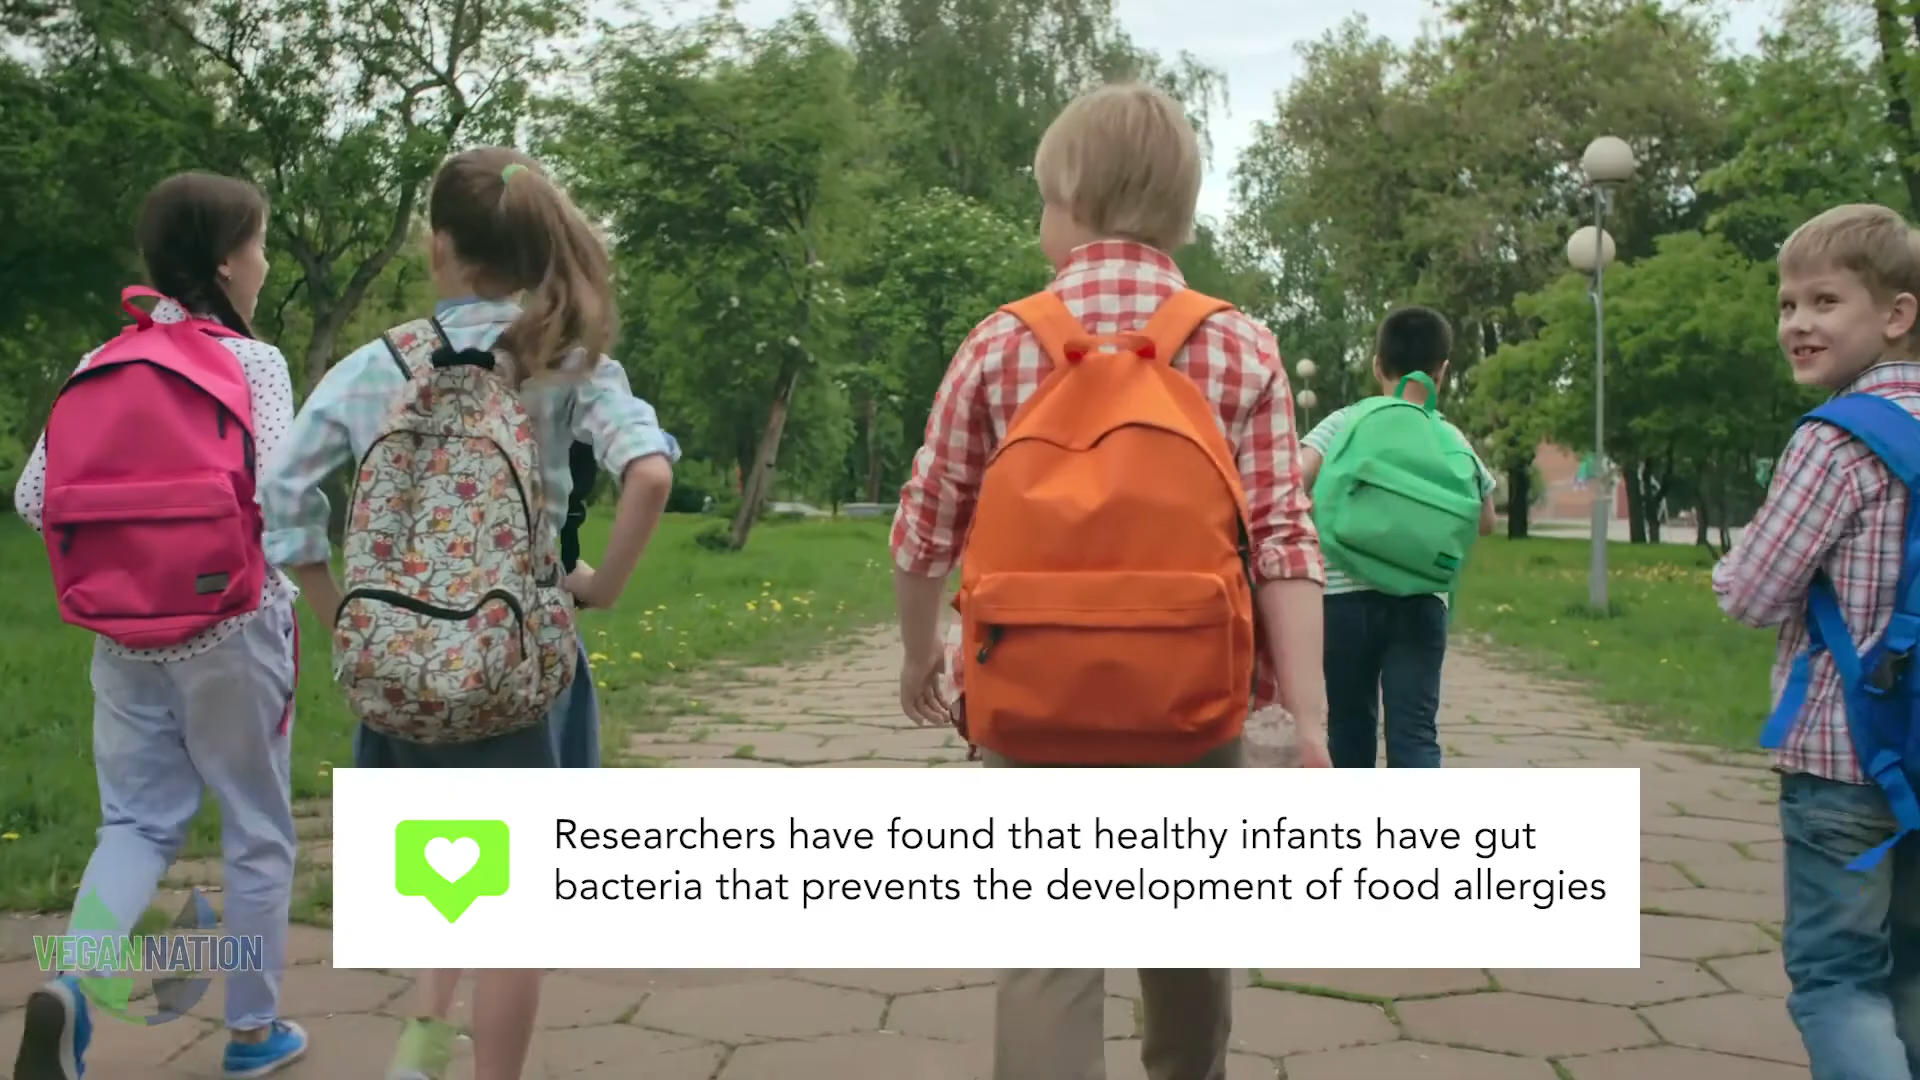 Researchers have found that healthy infants have gut
bacteria that prevents the development of food allergies
VEGANNATION